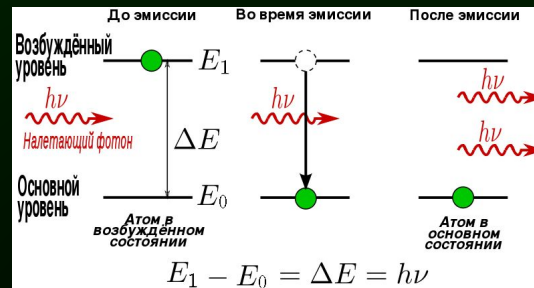 До эмиссии
Во время эмиссии
После эмиссии
Возбуждённый
уровень
E₁
hν
Налетающий фотон
ΔE
hν
hν
hν
Основной
уровень
E₀
Атом в
возбуждённом
состоянии
Атом в
основном
состоянии
E₁ − E₀ = ΔE = hν